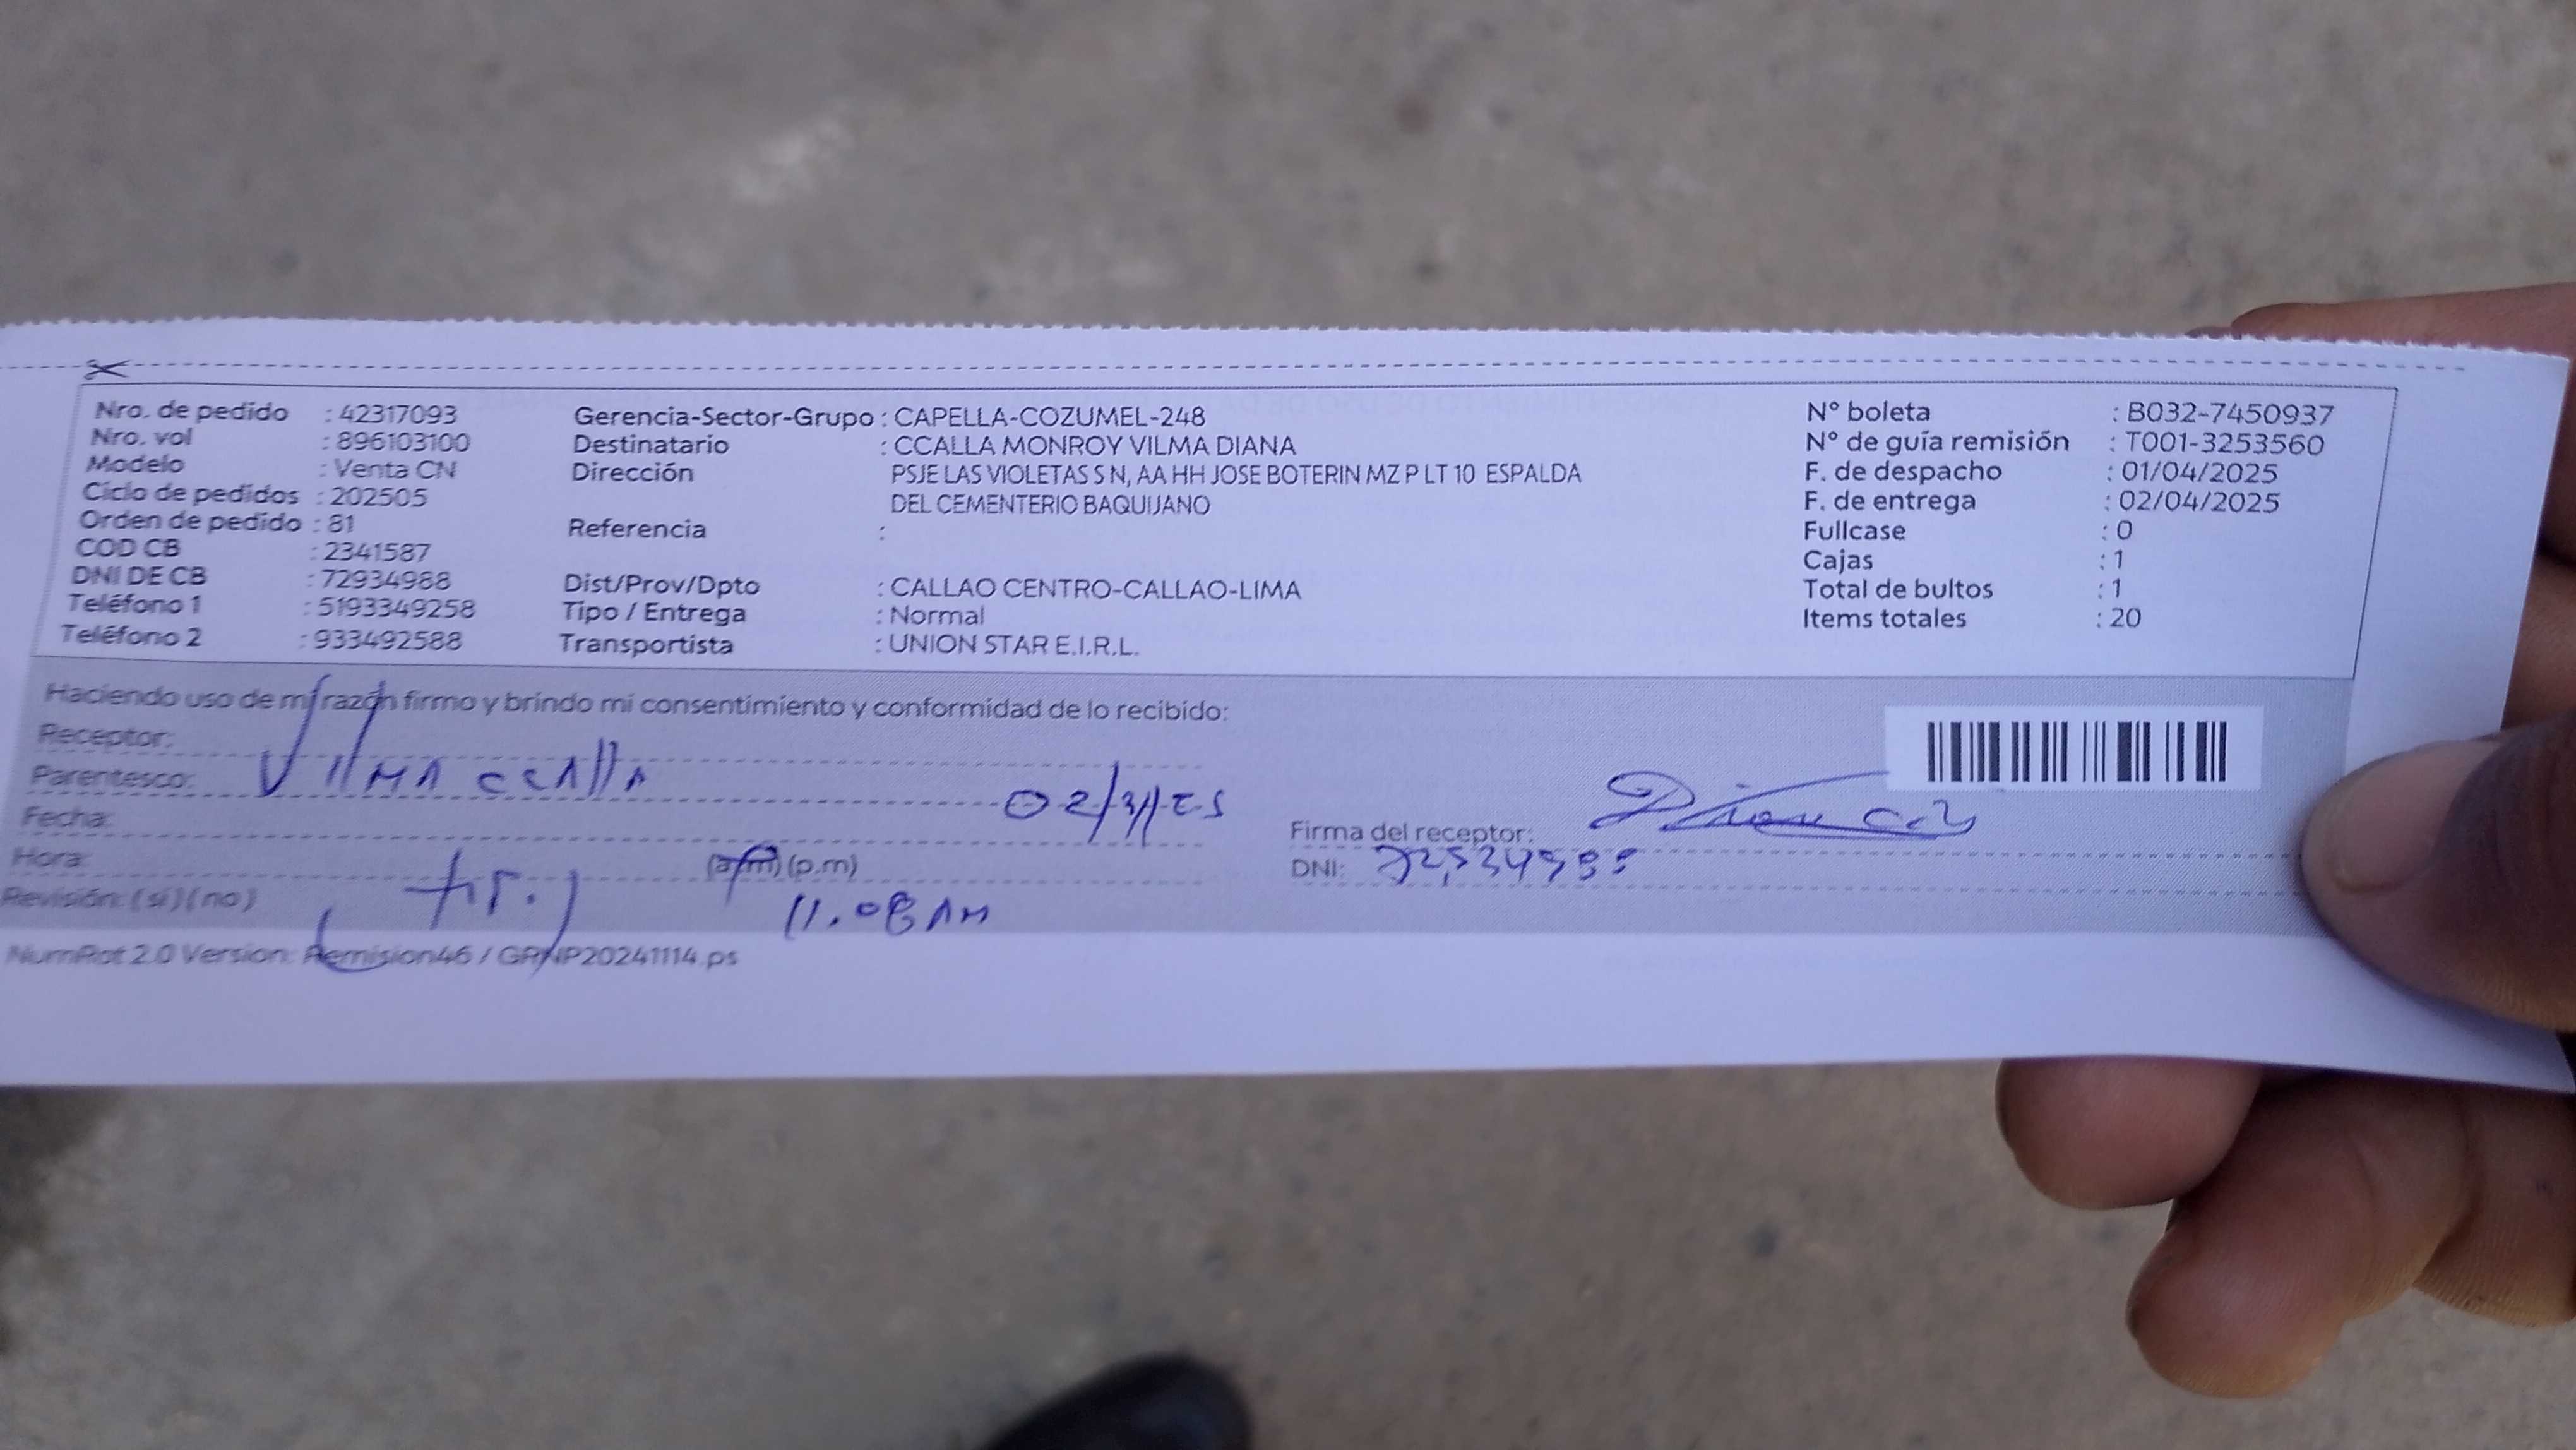 Nro. de pedido : 42317093
Nro. vol : 896103100
Modelo : Venta CN
Ciclo de pedidos : 202505
Orden de pedido : 81
COD CB : 2341587
DNI DE CB : 72934988
Teléfono 1 : 5193349258
Teléfono 2 : 933492588
Gerencia-Sector-Grupo : CAPELLA-COZUMEL-248
Destinatario : CCALLA MONROY VILMA DIANA
Dirección PSJE LAS VIOLETAS S N, AA HH JOSE BOTERIN MZ P LT 10 ESPALDA
DEL CEMENTERIO BAQUIJANO
Referencia :
Dist/Prov/Dpto : CALLAO CENTRO-CALLAO-LIMA
Tipo / Entrega : Normal
Transportista : UNION STAR E.I.R.L.
N° boleta : B032-7450937
N° de guía remisión : T001-3253560
F. de despacho : 01/04/2025
F. de entrega : 02/04/2025
Fullcase : 0
Cajas : 1
Total de bultos : 1
Items totales : 20
Haciendo uso de mi razón firmo y brindo mi consentimiento y conformidad de lo recibido:
Receptor:
Parentesco: VIlMA CCAllA
Fecha:
Hora: (a.m) (p.m)
11.08 AM
Revisión: (si) (no)
Firma del receptor:
DNI:
NumRot 2.0 Version: Remision46 / GRNP20241114.ps